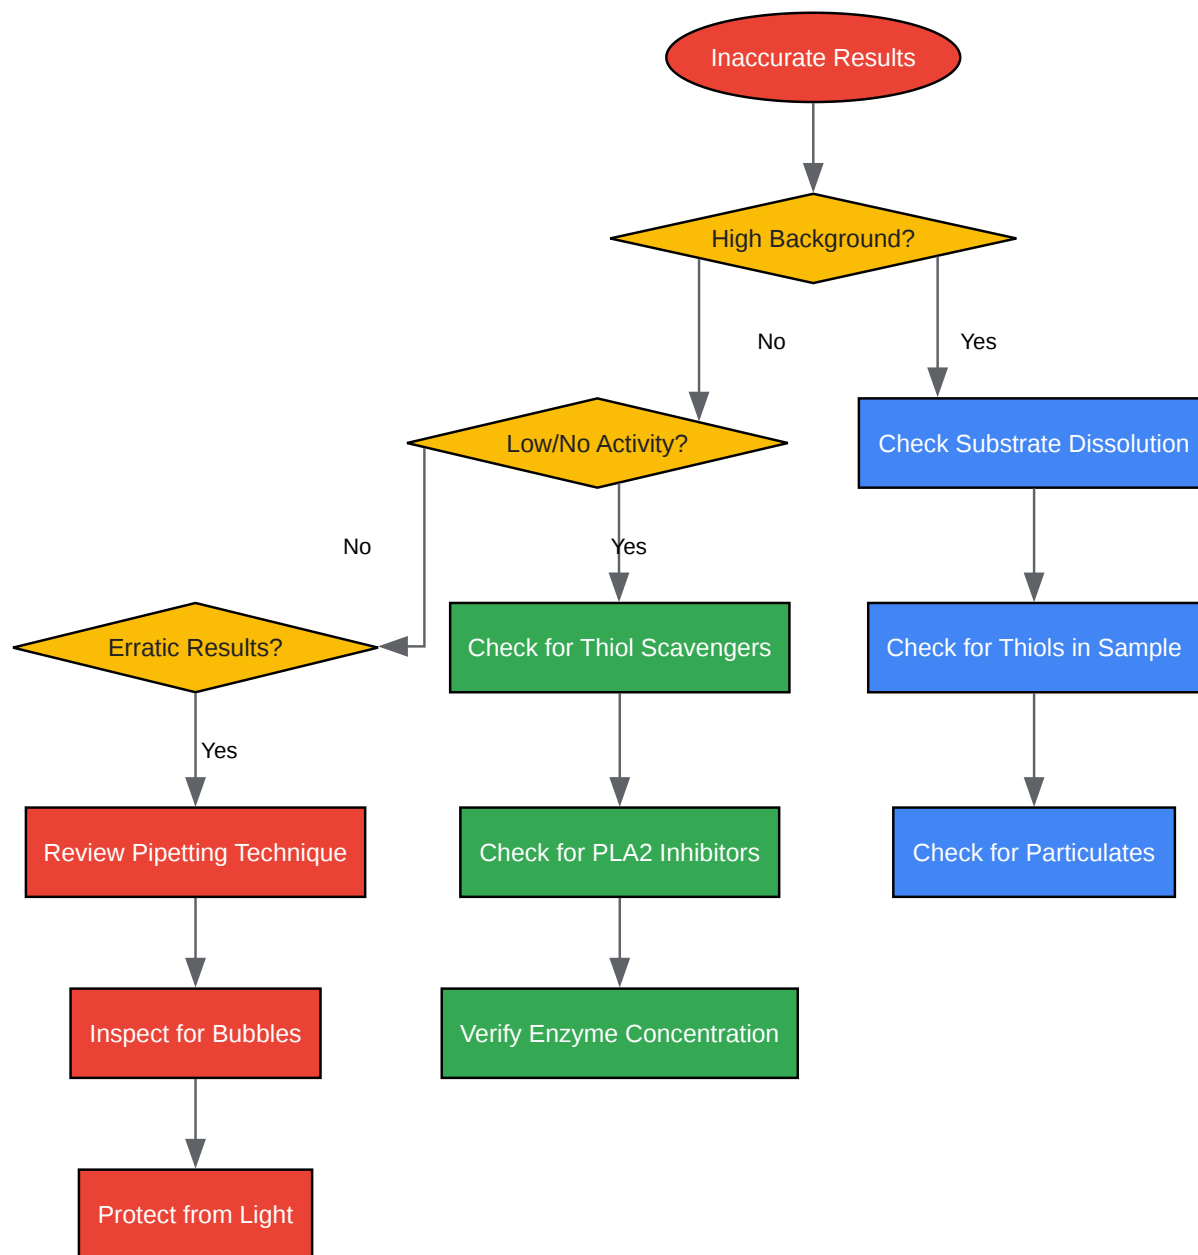 Inaccurate Results
High Background?
No
Yes
Low/No Activity?
Check Substrate Dissolution
No
Yes
Erratic Results?
Check for Thiol Scavengers
Check for Thiols in Sample
Yes
Review Pipetting Technique
Check for PLA2 Inhibitors
Check for Particulates
Inspect for Bubbles
Verify Enzyme Concentration
Protect from Light